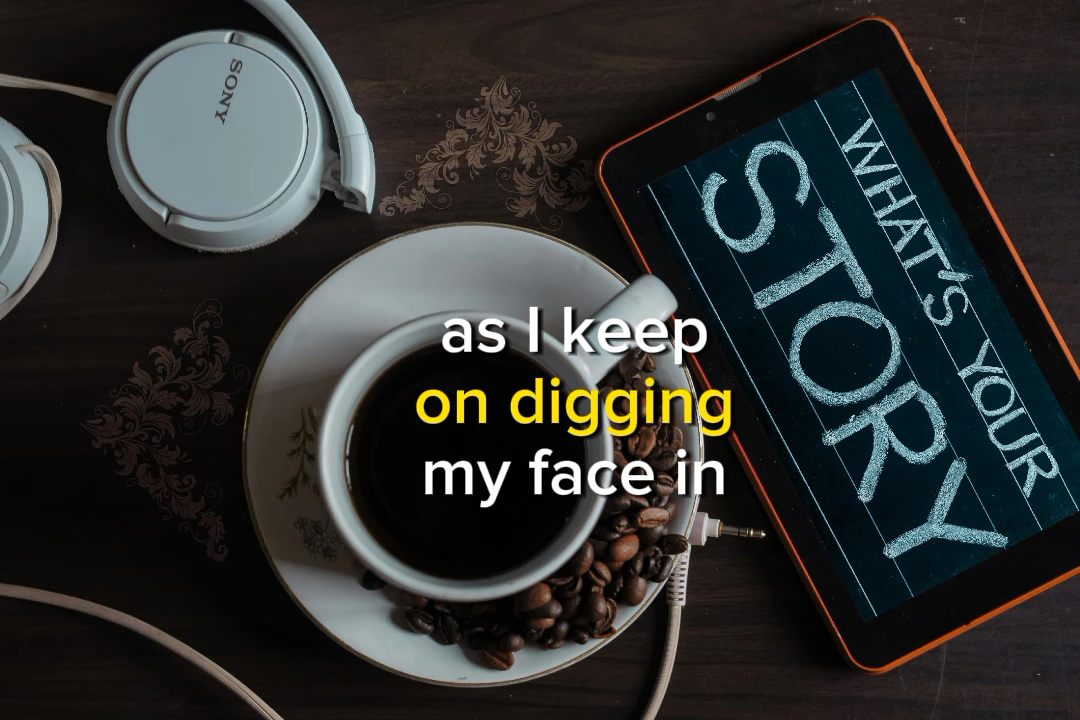 SONY
WHAT'S YOUR
STORY
as I keep
on digging
my face in